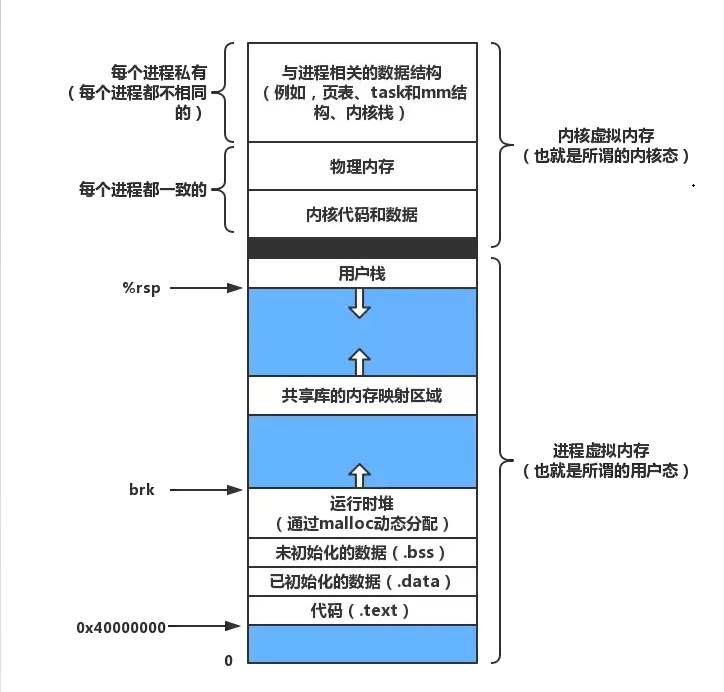 每个进程私有
（每个进程都不相同
的）
与进程相关的数据结构
（例如，页表、task和mm结
构、内核栈）
内核虚拟内存
（也就是所谓的内核态）
每个进程都一致的
物理内存
内核代码和数据
用户栈
%rsp
共享库的内存映射区域
进程虚拟内存
（也就是所谓的用户态）
brk
运行时堆
（通过malloc动态分配）
未初始化的数据（.bss）
已初始化的数据（.data）
代码（.text）
0x40000000
0